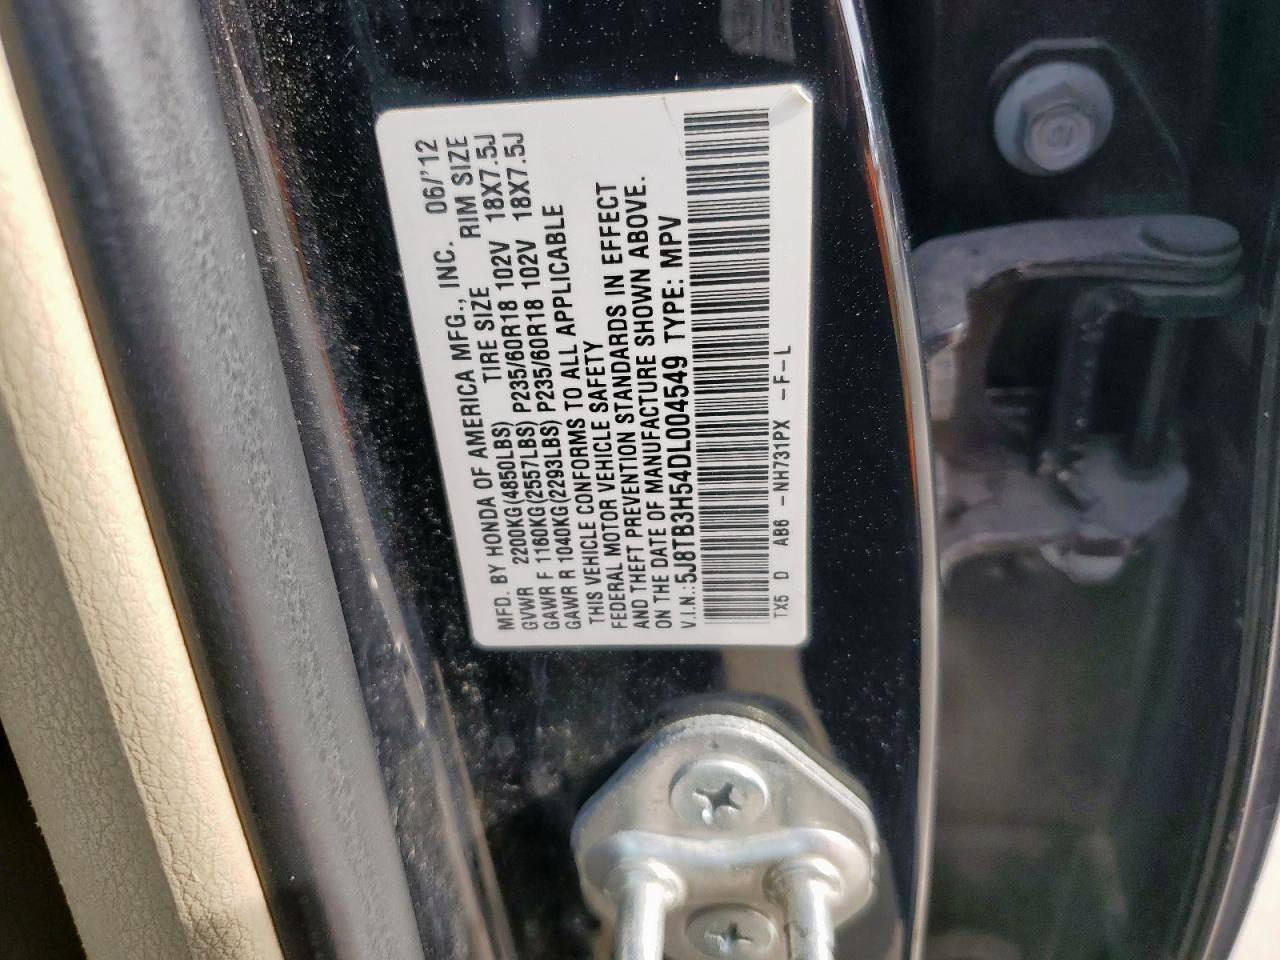 MFD. BY HONDA OF AMERICA MFG., INC. 06/'12
GVWR 2200KG(4850LBS) TIRE SIZE RIM SIZE
GAWR F 1160KG(2557LBS) P235/60R18 102V 18X7.5J
GAWR R 1040KG(2293LBS) P235/60R18 102V 18X7.5J
THIS VEHICLE CONFORMS TO ALL APPLICABLE
FEDERAL MOTOR VEHICLE SAFETY
AND THEFT PREVENTION STANDARDS IN EFFECT
ON THE DATE OF MANUFACTURE SHOWN ABOVE.
V.I.N.:5J8TB3H54DL004549 TYPE: MPV
TX5 D AB6 -NH731PX -F-L